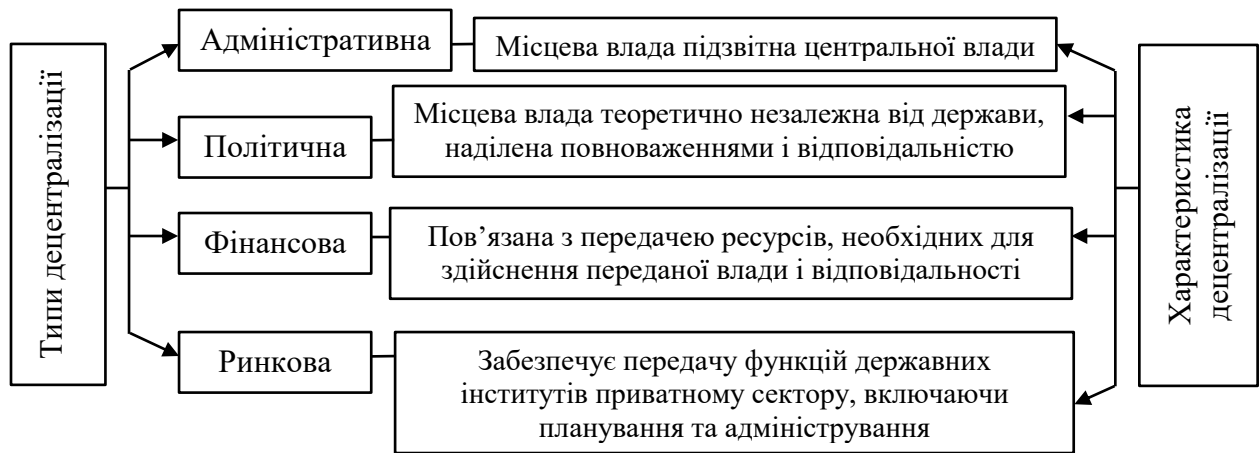 Типи децентралізації
Адміністративна
Місцева влада підзвітна центральної влади
Політична
Місцева влада теоретично незалежна від держави,
наділена повноваженнями і відповідальністю
Фінансова
Пов’язана з передачею ресурсів, необхідних для
здійснення переданої влади і відповідальності
Ринкова
Забезпечує передачу функцій державних
інститутів приватному сектору, включаючи
планування та адміністрування
Характеристика
децентралізації